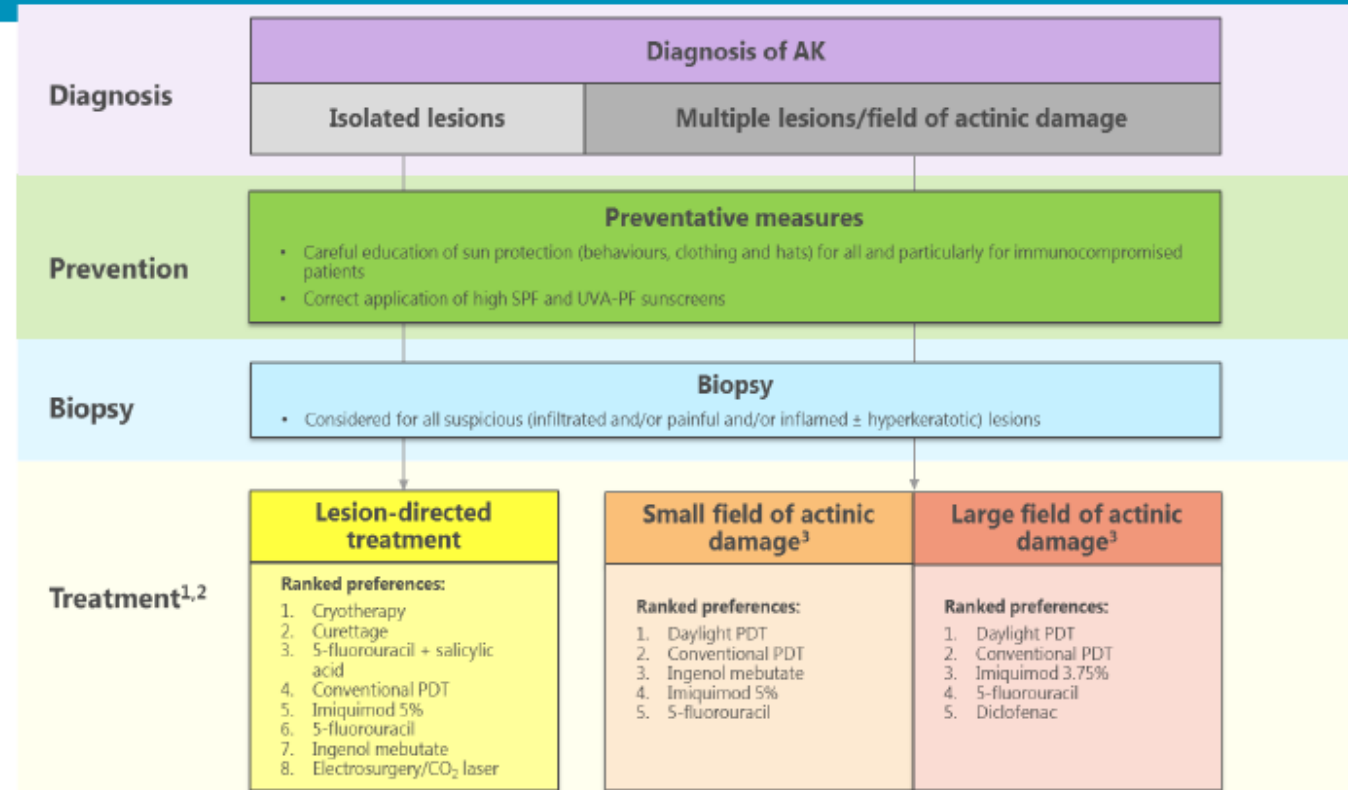 Diagnosis
Diagnosis of AK
Isolated lesions
Multiple lesions/field of actinic damage
Prevention
Preventative measures
• Careful education of sun protection (behaviours, clothing and hats) for all and particularly for immunocompromised
patients
• Correct application of high SPF and UVA-PF sunscreens
Biopsy
Biopsy
• Considered for all suspicious (infiltrated and/or painful and/or inflamed ± hyperkeratotic) lesions
Treatment1,2
Lesion-directed
treatment
Ranked preferences:
1. Cryotherapy
2. Curettage
3. 5-fluorouracil + salicylic
acid
4. Conventional PDT
5. Imiquimod 5%
6. 5-fluorouracil
7. Ingenol mebutate
8. Electrosurgery/CO2 laser
Small field of actinic
damage3
Ranked preferences:
1. Daylight PDT
2. Conventional PDT
3. Ingenol mebutate
4. Imiquimod 5%
5. 5-fluorouracil
Large field of actinic
damage3
Ranked preferences:
1. Daylight PDT
2. Conventional PDT
3. Imiquimod 3.75%
4. 5-fluorouracil
5. Diclofenac